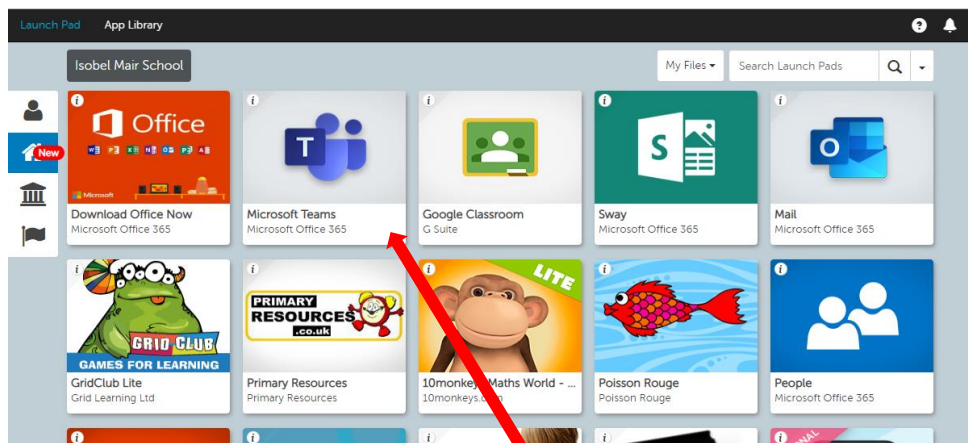 Launch Pad App Library ?
Isobel Mair School My Files Search Launch Pads
New
i Office
Microsoft
Download Office Now
Microsoft Office 365
i
T
Microsoft Teams
Microsoft Office 365
i
Google Classroom
G Suite
i
S
Sway
Microsoft Office 365
i
O
Mail
Microsoft Office 365
i
GRID CLUB
GAMES FOR LEARNING
GridClub Lite
Grid Learning Ltd
i
PRIMARY
RESOURCES
.co.uk
Primary Resources
Primary Resources
i
LITE
10monkeys Maths World - ...
10monkeys.com
i
Poisson Rouge
Poisson Rouge
i
People
Microsoft Office 365
i
i
i
i
i